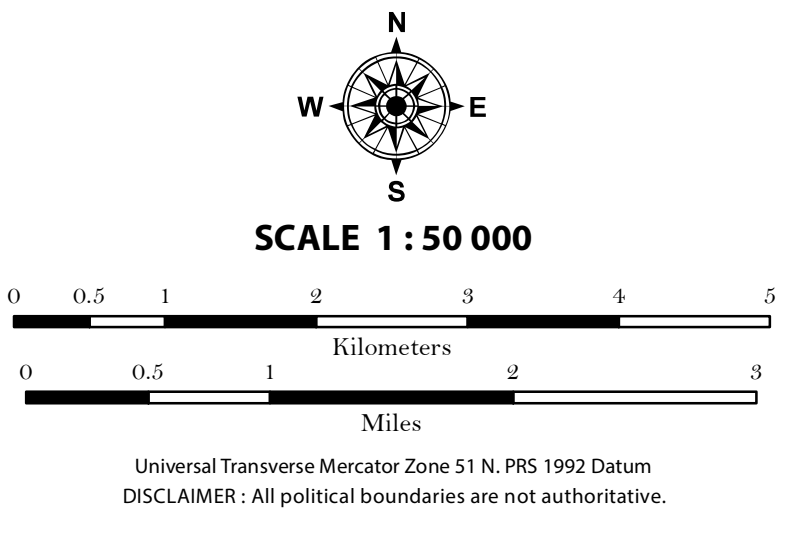 N
W E
S
SCALE 1 : 50 000
0 0.5 1 2 3 4 5
Kilometers
0 0.5 1 2 3
Miles
Universal Transverse Mercator Zone 51 N. PRS 1992 Datum
DISCLAIMER : All political boundaries are not authoritative.